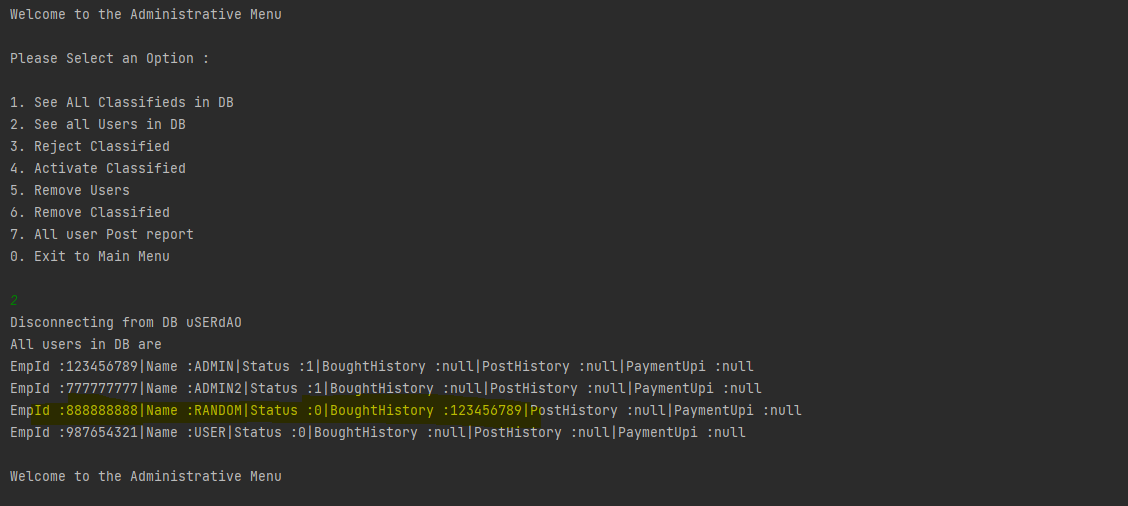 Welcome to the Administrative Menu
Please Select an Option :
1. See ALl Classifieds in DB
2. See all Users in DB
3. Reject Classified
4. Activate Classified
5. Remove Users
6. Remove Classified
7. All user Post report
0. Exit to Main Menu
2
Disconnecting from DB uSERdAO
All users in DB are
EmpId :123456789|Name :ADMIN|Status :1|BoughtHistory :null|PostHistory :null|PaymentUpi :null
EmpId :777777777|Name :ADMIN2|Status :1|BoughtHistory :null|PostHistory :null|PaymentUpi :null
EmpId :888888888|Name :RANDOM|Status :0|BoughtHistory :123456789|PostHistory :null|PaymentUpi :null
EmpId :987654321|Name :USER|Status :0|BoughtHistory :null|PostHistory :null|PaymentUpi :null
Welcome to the Administrative Menu